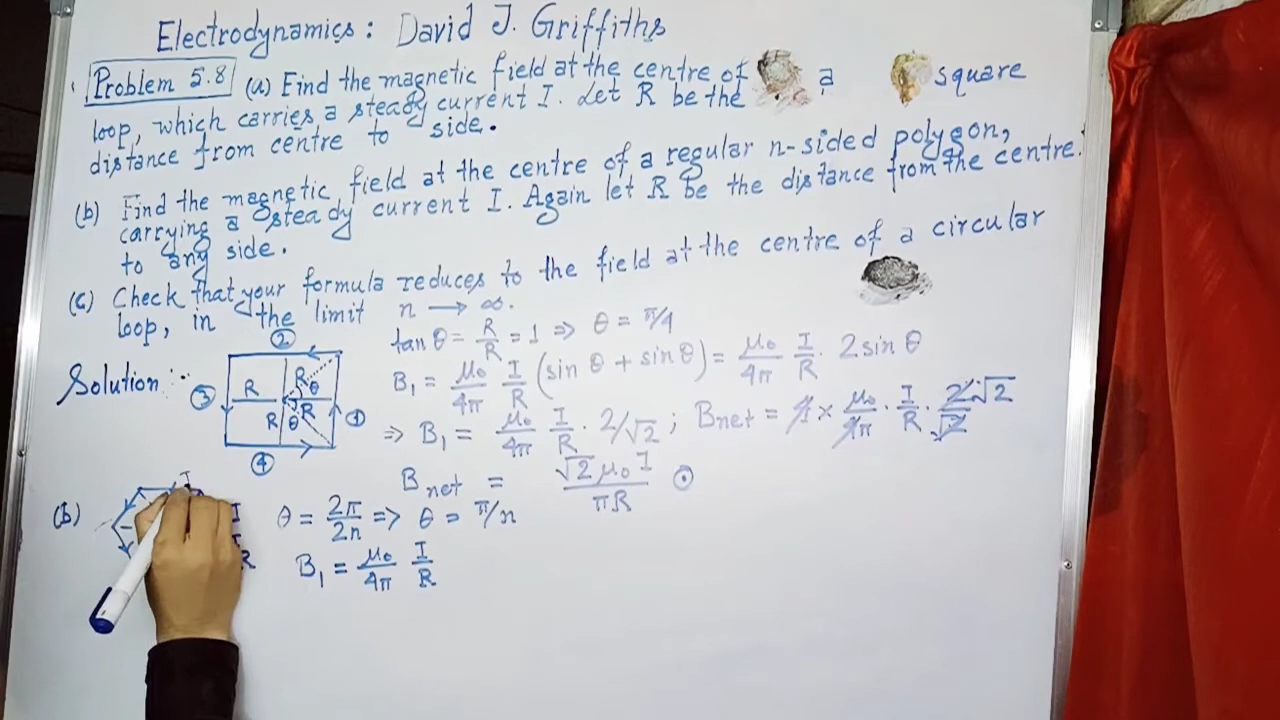 Electrodynamics: David J. Griffiths
Problem 5.8 (a) Find the magnetic field at the centre of a square
loop, which carries a steady current I. Let R be the
distance from centre to side.
(b) Find the magnetic field at the centre of a regular n-sided polygon,
carrying a steady current I. Again let R be the distance from the centre
to any side.
(c) Check that your formula reduces to the field at the centre of a circular
loop, in the limit n → ∞.
Solution:
② ③ ① ④
R R R R θ θ
tan θ = R/R = 1 ⇒ θ = π/4
B₁ = μ₀/4π I/R (sin θ + sin θ) = μ₀/4π I/R · 2 sin θ
⇒ B₁ = μ₀/4π I/R · 2/√2 ; Bnet = 4 × μ₀/4π · I/R · 2/√2 √2
Bnet = √2 μ₀ I / πR ⊙
(b) I
θ = 2π/2n ⇒ θ = π/n
B₁ = μ₀/4π I/R